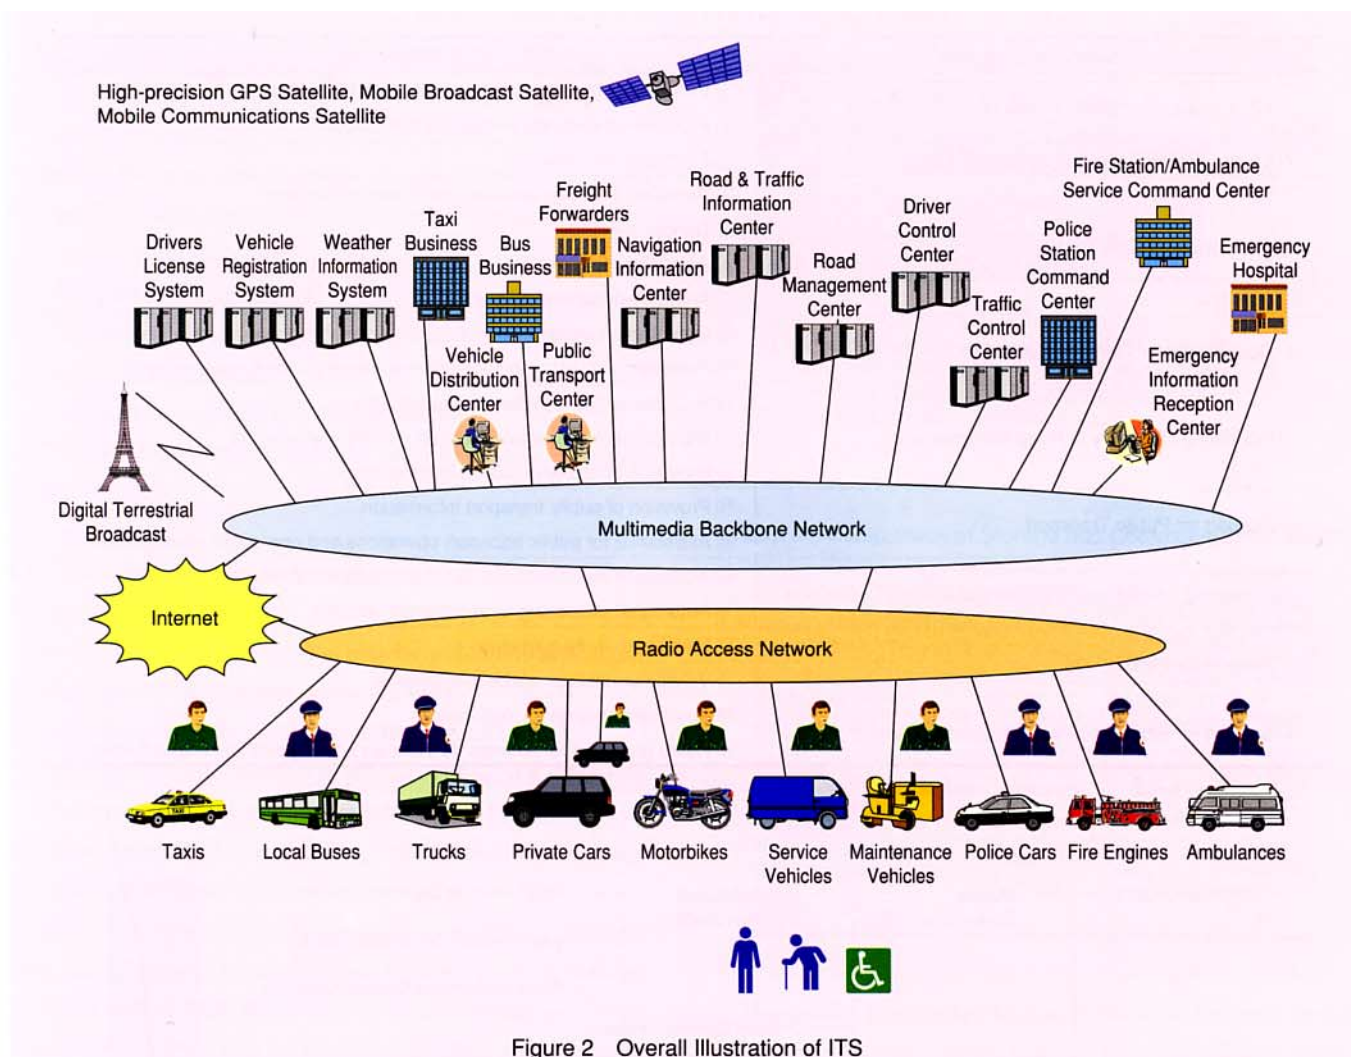 High-precision GPS Satellite, Mobile Broadcast Satellite,
Mobile Communications Satellite
Drivers
License
System
Vehicle
Registration
System
Weather
Information
System
Taxi
Business
Bus
Business
Freight
Forwarders
Navigation
Information
Center
Road & Traffic
Information
Center
Road
Management
Center
Driver
Control
Center
Traffic
Control
Center
Police
Station
Command
Center
Fire Station/Ambulance
Service Command Center
Emergency
Hospital
Vehicle
Distribution
Center
Public
Transport
Center
Emergency
Information
Reception
Center
Digital Terrestrial
Broadcast
Multimedia Backbone Network
Internet
Radio Access Network
TAXI
Taxis
Local Buses
Trucks
Private Cars
Motorbikes
Service
Vehicles
Maintenance
Vehicles
Police Cars
Fire Engines
Ambulances
Figure 2 Overall Illustration of ITS